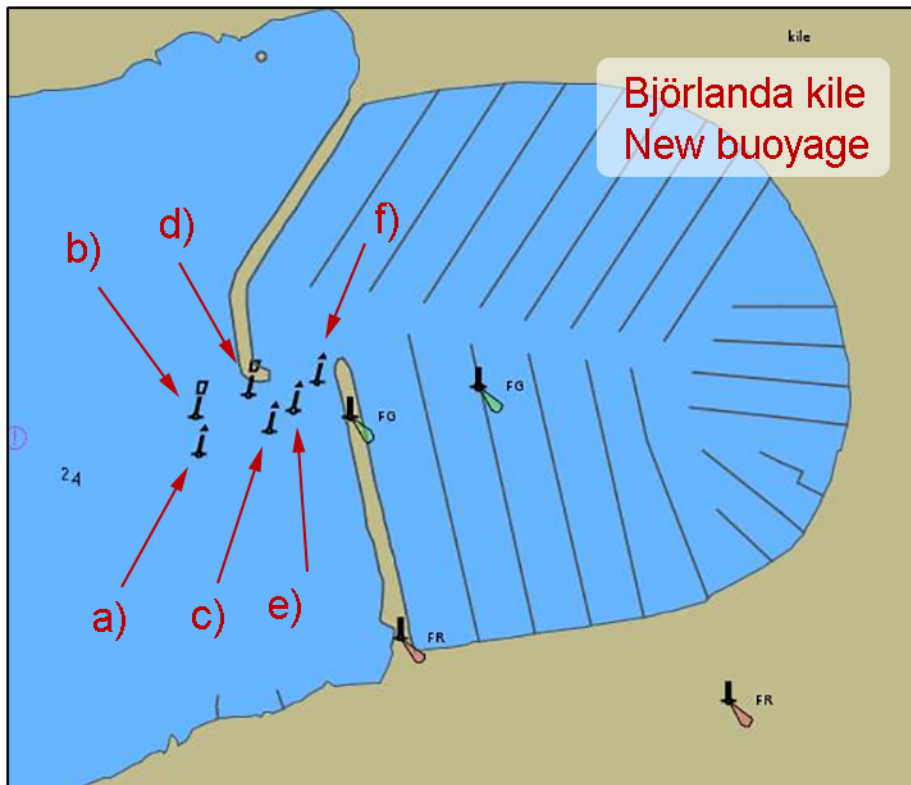 kile
Björlanda kile
New buoyage
f)
d)
b)
FG
FG
24
a)
c)
e)
FR
FR